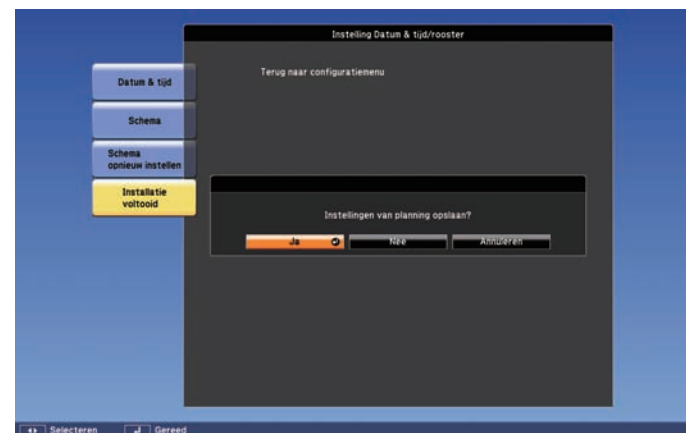 Instelling Datum & tijd/rooster
Terug naar configuratiemenu
Datum & tijd
Schema
Schema
opnieuw instellen
Installatie
voltooid
Instellingen van planning opslaan?
Ja
Nee
Annuleren
Selecteren
Gereed